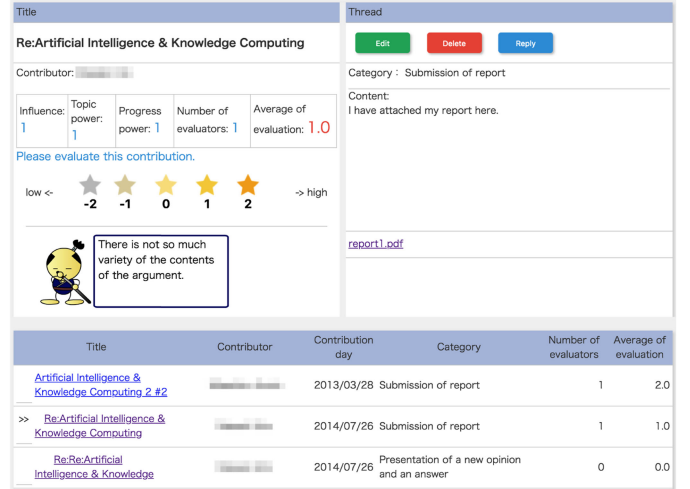 Title
Re:Artificial Intelligence & Knowledge Computing
Contributor:
Influence:
1
Topic
power:
1
Progress
power: 1
Number of
evaluators: 1
Average of
evaluation: 1.0
Please evaluate this contribution.
low <-
-2 -1 0 1 2
-> high
There is not so much
variety of the contents
of the argument.
Thread
Edit Delete Reply
Category : Submission of report
Content:
I have attached my report here.
report1.pdf
Title Contributor Contribution day Category Number of evaluators Average of evaluation
Artificial Intelligence &
Knowledge Computing 2 #2
2013/03/28 Submission of report 1 2.0
>> Re:Artificial Intelligence &
Knowledge Computing
2014/07/26 Submission of report 1 1.0
Re:Re:Artificial
Intelligence & Knowledge
2014/07/26 Presentation of a new opinion
and an answer 0 0.0